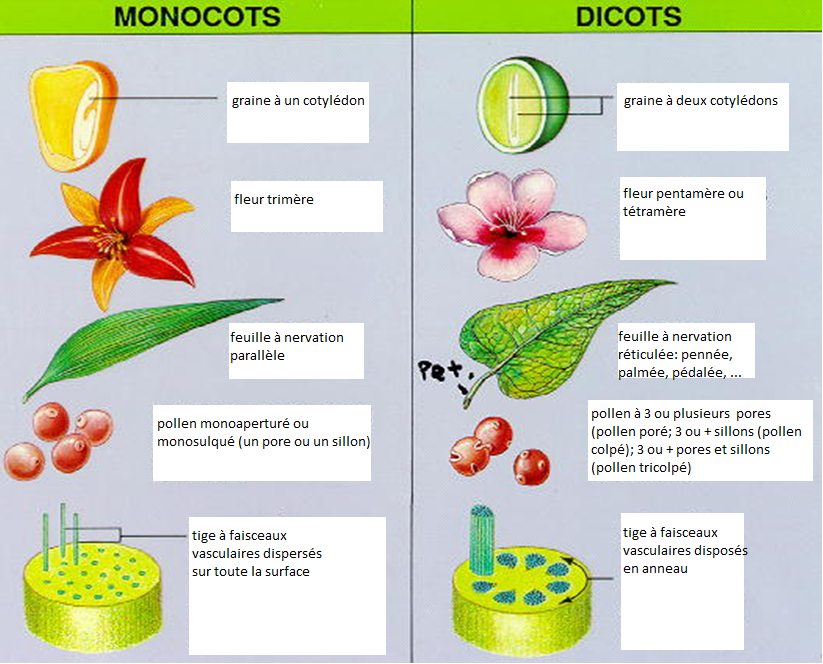 MONOCOTS
DICOTS
graine à un cotylédon
graine à deux cotylédons
fleur trimère
fleur pentamère ou
tétramère
feuille à nervation
parallèle
feuille à nervation
réticulée: pennée,
palmée, pédalée, ...
Pet.
pollen monoaperturé ou
monosulqué (un pore ou un sillon)
pollen à 3 ou plusieurs pores
(pollen poré; 3 ou + sillons (pollen
colpé); 3 ou + pores et sillons
(pollen tricolpé)
tige à faisceaux
vasculaires dispersés
sur toute la surface
tige à faisceaux
vasculaires disposés
en anneau